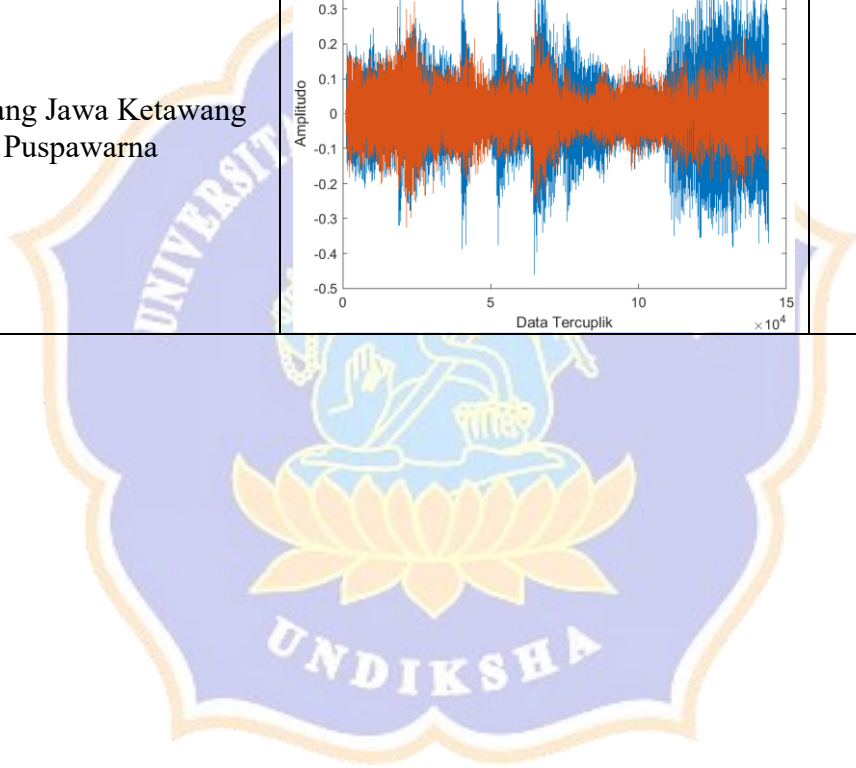 ang Jawa Ketawang
Puspawarna
0.3
0.2
0.1
0
-0.1
-0.2
-0.3
-0.4
-0.5
Amplitudo
0 5 10 15
Data Tercuplik
×10⁴
UNDIKSHA